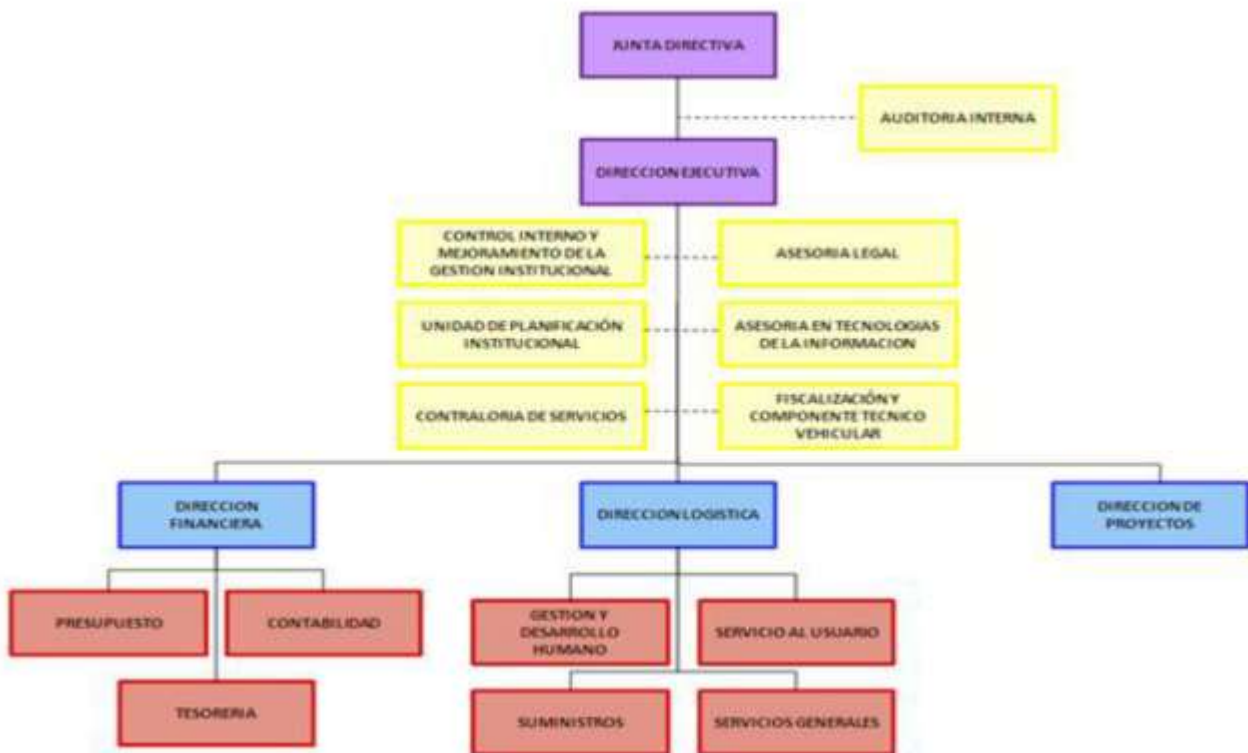 JUNTA DIRECTIVA
AUDITORIA INTERNA
DIRECCION EJECUTIVA
CONTROL INTERNO Y
MEJORAMIENTO DE LA
GESTION INSTITUCIONAL
ASESORIA LEGAL
UNIDAD DE PLANIFICACIÓN
INSTITUCIONAL
ASESORIA EN TECNOLOGIAS
DE LA INFORMACION
CONTRALORIA DE SERVICIOS
FISCALIZACIÓN Y
COMPONENTE TECNICO
VEHICULAR
DIRECCION
FINANCIERA
DIRECCION LOGISTICA
DIRECCION DE
PROYECTOS
PRESUPUESTO
CONTABILIDAD
GESTION Y
DESARROLLO
HUMANO
SERVICIO AL USUARIO
TESORERIA
SUMINISTROS
SERVICIOS GENERALES